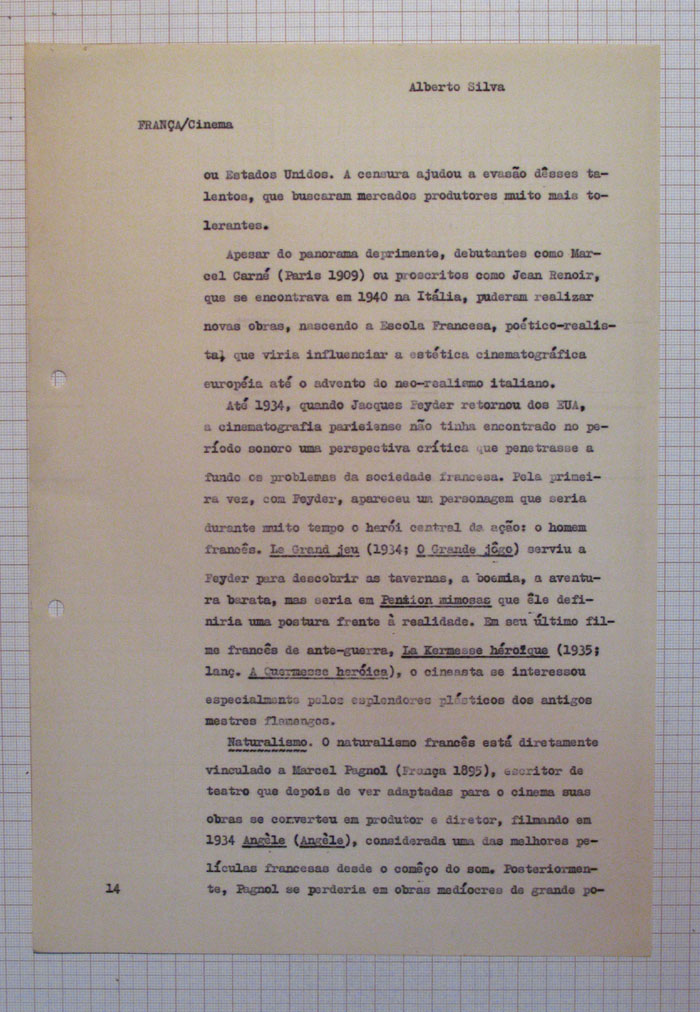 Alberto Silva
FRANÇA/Cinema
ou Estados Unidos. A censura ajudou a evasão dêsses ta-
lentos, que buscaram mercados produtores muito mais to-
lerantes.
Apesar do panorama deprimente, debutantes como Mar-
cel Carné (Paris 1909) ou proscritos como Jean Renoir,
que se encontrava em 1940 na Itália, puderam realizar
novas obras, nascendo a Escola Francesa, poético-realis-
ta, que viria influenciar a estética cinematográfica
européia até o advento do neo-realismo italiano.
Até 1934, quando Jacques Feyder retornou dos EUA,
a cinematografia parisiense não tinha encontrado no pe-
ríodo sonoro uma perspectiva crítica que penetrasse a
fundo os problemas da sociedade francesa. Pela primei-
ra vez, com Feyder, apareceu um personagem que seria
durante muito tempo o herói central da ação: o homem
francês. Le Grand jeu (1934; O Grande jôgo) serviu a
Feyder para descobrir as tavernas, a boemia, a aventu-
ra barata, mas seria em Pention mimosas que êle defi-
niria uma postura frente à realidade. Em seu último fil-
me francês de ante-guerra, La Kermesse héroïque (1935;
lanç. A Quermesse heróica), o cineasta se interessou
especialmente pelos esplendores plásticos dos antigos
mestres flamengos.
Naturalismo. O naturalismo francês está diretamente
vinculado a Marcel Pagnol (França 1895), escritor de
teatro que depois de ver adaptadas para o cinema suas
obras se converteu em produtor e diretor, filmando em
1934 Angèle (Angèle), considerada uma das melhores pe-
lículas francesas desde o comêço do som. Posteriormen-
te, Pagnol se perderia em obras medíocres de grande po-
14